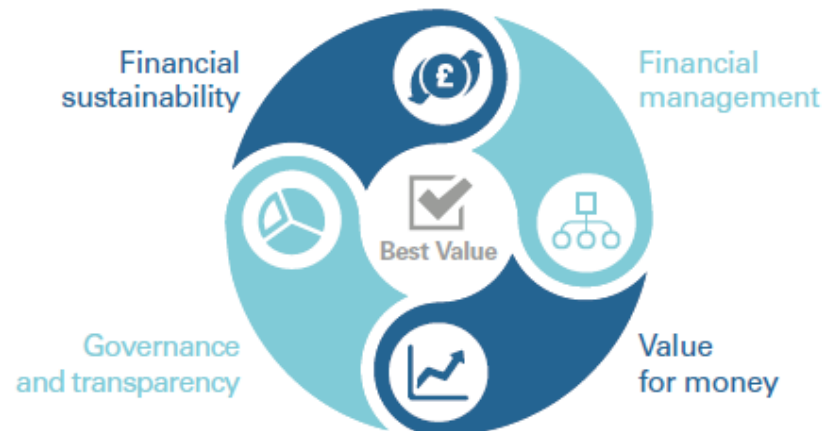 Financial
sustainability
Financial
management
£
Best Value
Governance
and transparency
Value
for money